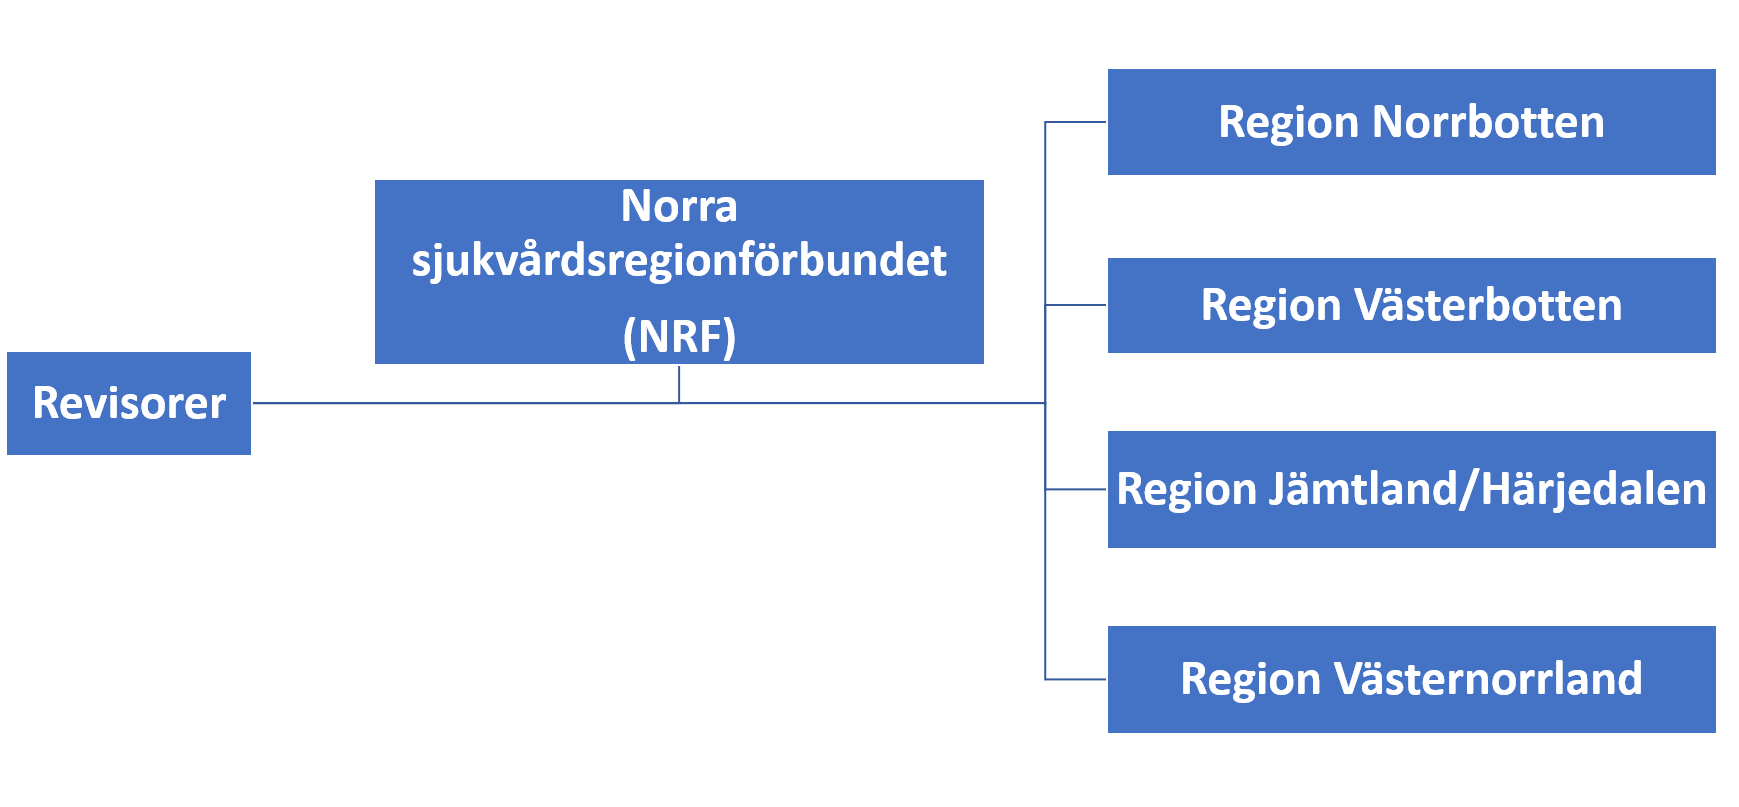 Revisorer
Norra
sjukvårdsregionförbundet
(NRF)
Region Norrbotten
Region Västerbotten
Region Jämtland/Härjedalen
Region Västernorrland